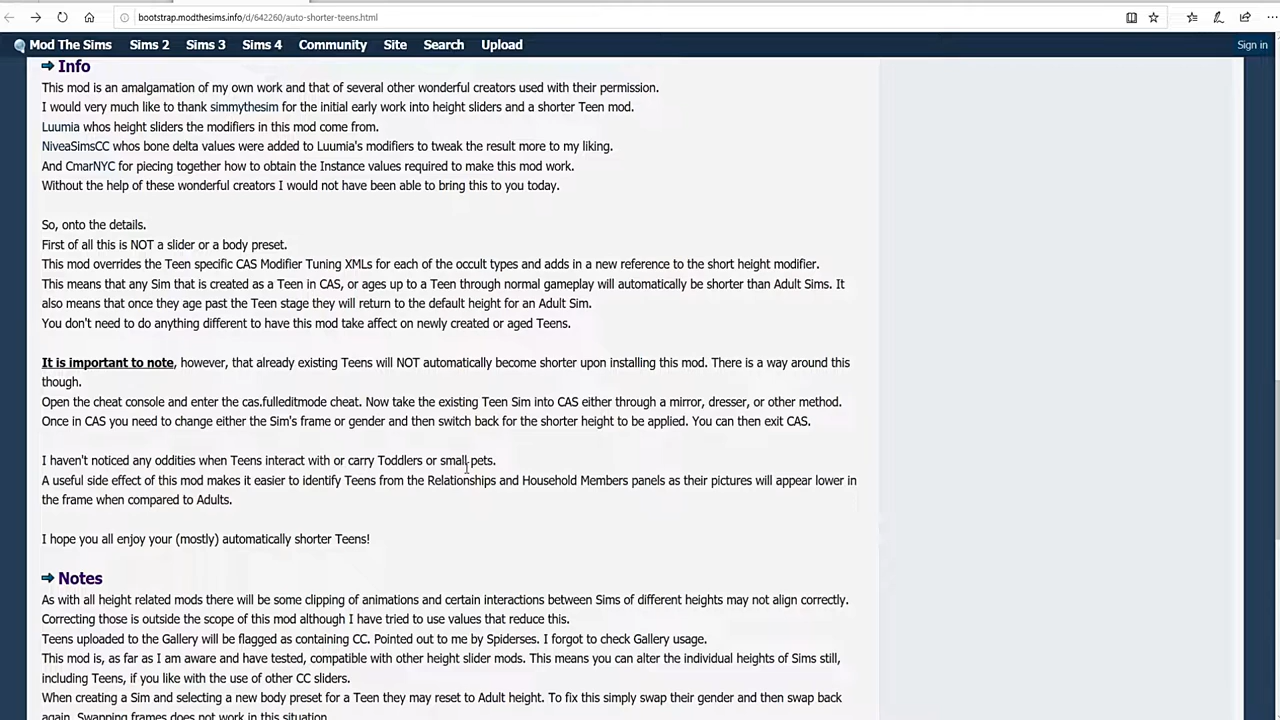 bootstrap.modthesims.info/d/642260/auto-shorter-teens.html
Mod The Sims Sims 2 Sims 3 Sims 4 Community Site Search Upload Sign in
Info
This mod is an amalgamation of my own work and that of several other wonderful creators used with their permission.
I would very much like to thank simmythesim for the initial early work into height sliders and a shorter Teen mod.
Luumia whos height sliders the modifiers in this mod come from.
NiveaSimsCC whos bone delta values were added to Luumia's modifiers to tweak the result more to my liking.
And CmarNYC for piecing together how to obtain the Instance values required to make this mod work.
Without the help of these wonderful creators I would not have been able to bring this to you today.
So, onto the details.
First of all this is NOT a slider or a body preset.
This mod overrides the Teen specific CAS Modifier Tuning XMLs for each of the occult types and adds in a new reference to the short height modifier.
This means that any Sim that is created as a Teen in CAS, or ages up to a Teen through normal gameplay will automatically be shorter than Adult Sims. It
also means that once they age past the Teen stage they will return to the default height for an Adult Sim.
You don't need to do anything different to have this mod take affect on newly created or aged Teens.
It is important to note, however, that already existing Teens will NOT automatically become shorter upon installing this mod. There is a way around this
though.
Open the cheat console and enter the cas.fulleditmode cheat. Now take the existing Teen Sim into CAS either through a mirror, dresser, or other method.
Once in CAS you need to change either the Sim's frame or gender and then switch back for the shorter height to be applied. You can then exit CAS.
I haven't noticed any oddities when Teens interact with or carry Toddlers or small pets.
A useful side effect of this mod makes it easier to identify Teens from the Relationships and Household Members panels as their pictures will appear lower in
the frame when compared to Adults.
I hope you all enjoy your (mostly) automatically shorter Teens!
Notes
As with all height related mods there will be some clipping of animations and certain interactions between Sims of different heights may not align correctly.
Correcting those is outside the scope of this mod although I have tried to use values that reduce this.
Teens uploaded to the Gallery will be flagged as containing CC. Pointed out to me by Spiderses. I forgot to check Gallery usage.
This mod is, as far as I am aware and have tested, compatible with other height slider mods. This means you can alter the individual heights of Sims still,
including Teens, if you like with the use of other CC sliders.
When creating a Sim and selecting a new body preset for a Teen they may reset to Adult height. To fix this simply swap their gender and then swap back
again. Swapping frames does not work in this situation.